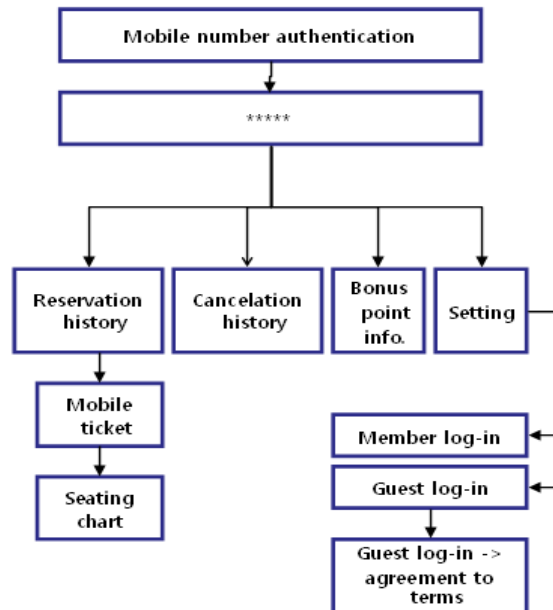 Mobile number authentication
*****
Reservation
history
Cancelation
history
Bonus
point
info.
Setting
Mobile
ticket
Member log-in
Seating
chart
Guest log-in
Guest log-in ->
agreement to
terms